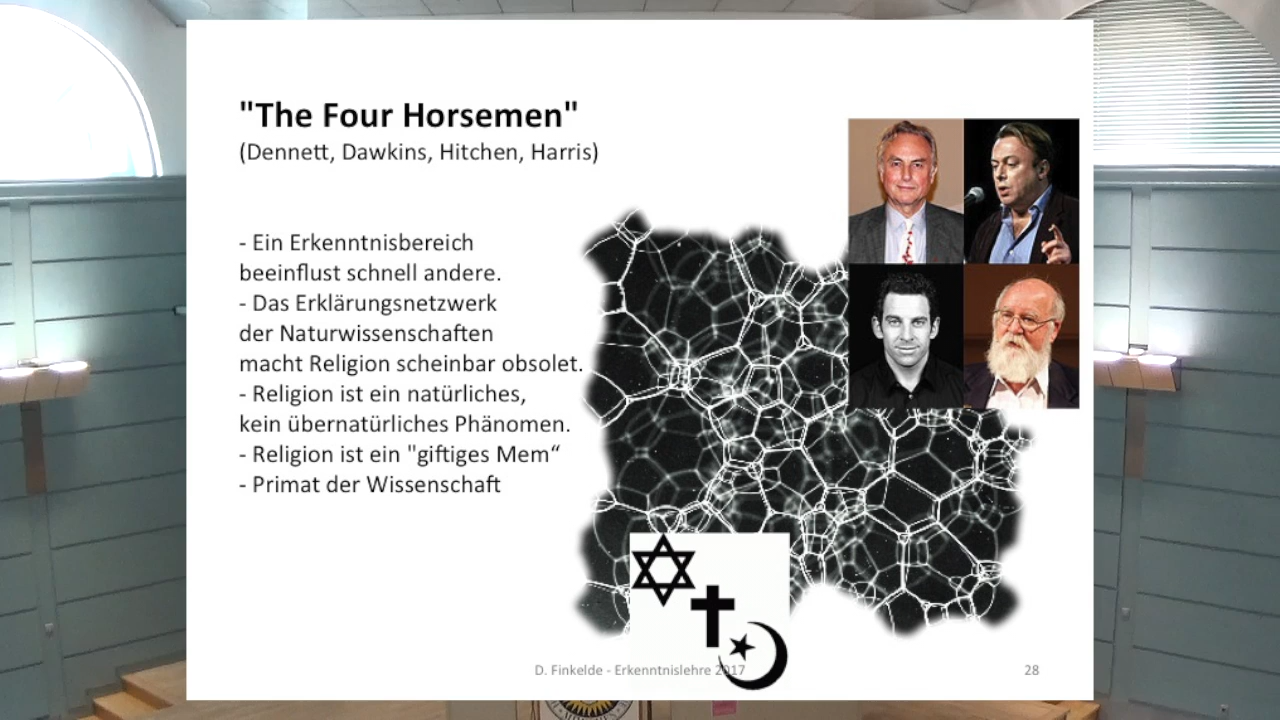 "The Four Horsemen"
(Dennett, Dawkins, Hitchen, Harris)
- Ein Erkenntnisbereich
beeinflust schnell andere.
- Das Erklärungsnetzwerk
der Naturwissenschaften
macht Religion scheinbar obsolet.
- Religion ist ein natürliches,
kein übernatürliches Phänomen.
- Religion ist ein "giftiges Mem“
- Primat der Wissenschaft
D. Finkelde - Erkenntnislehre 2017
28